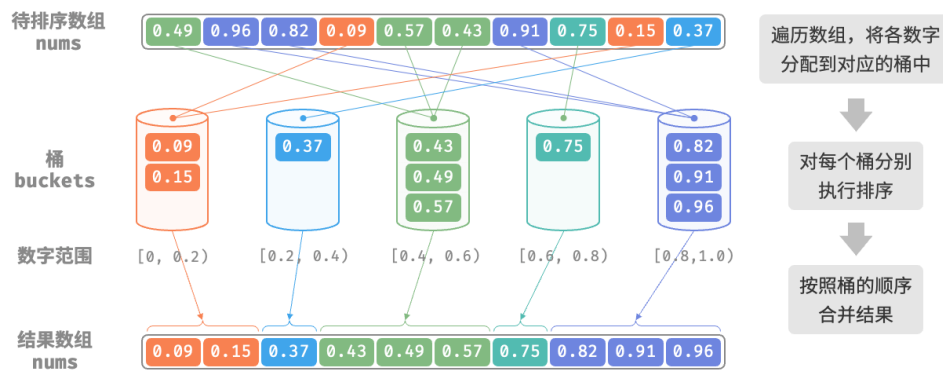 待排序数组
nums
0.49 0.96 0.82 0.09 0.57 0.43 0.91 0.75 0.15 0.37
遍历数组，将各数字
分配到对应的桶中
桶
buckets
0.09 0.37 0.43 0.75 0.82
0.15 0.49 0.91
0.57 0.96
对每个桶分别
执行排序
数字范围
[0, 0.2) [0.2, 0.4) [0.4, 0.6) [0.6, 0.8) [0.8,1.0)
按照桶的顺序
合并结果
结果数组
nums
0.09 0.15 0.37 0.43 0.49 0.57 0.75 0.82 0.91 0.96